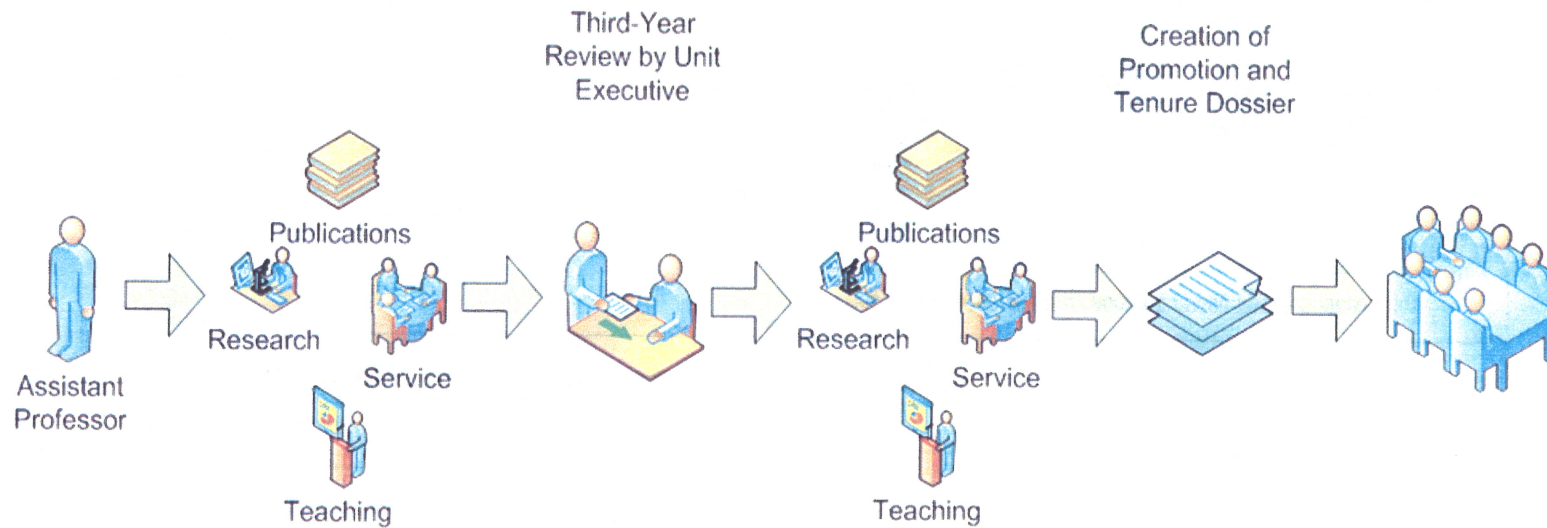 Third-Year
Review by Unit
Executive
Creation of
Promotion and
Tenure Dossier
Assistant
Professor
Publications
Research
Service
Teaching
Publications
Research
Service
Teaching